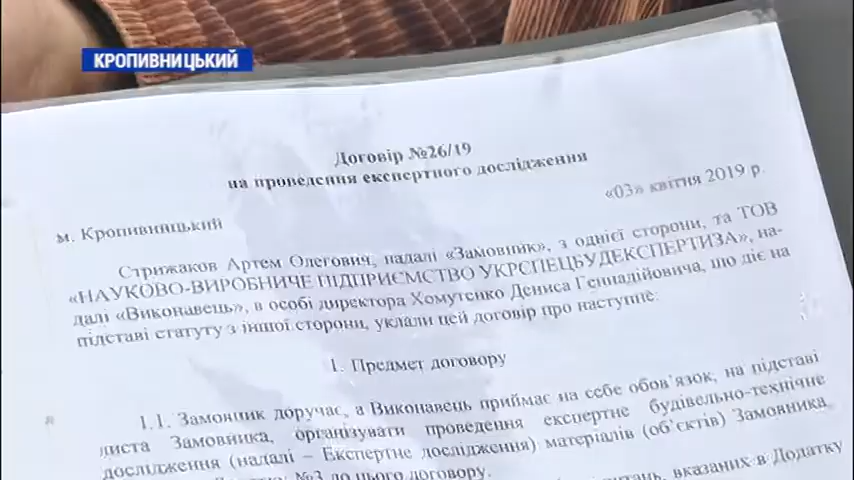 КРОПИВНИЦЬКИЙ
Договір №26/19
на проведення експертного дослідження
м. Кропивницький
«03» квітня 2019 р.
Стрижаков Артем Олегович, надалі «Замовник», з однієї сторони, та ТОВ
«НАУКОВО-ВИРОБНИЧЕ ПІДПРИЄМСТВО УКРСПЕЦБУДЕКСПЕРТИЗА», на-
далі «Виконавець», в особі директора Хомутенко Дениса Геннадійовича, що діє на
підставі статуту з іншої сторони, уклали цей договір про наступне:
1. Предмет договору
1.1. Замовник доручає, а Виконавець приймає на себе обов'язок, на підставі
листа Замовника, організувати проведення експертне будівельно-технічне
дослідження (надалі – Експертне дослідження) матеріалів (об'єктів) Замовника,
№3 до цього договору.
питань, вказаних в Додатку